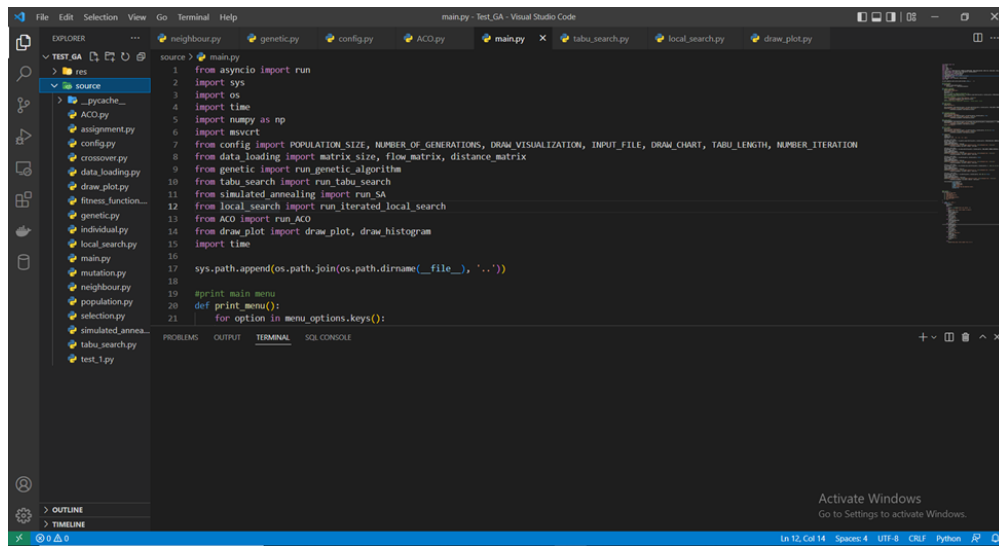 File Edit Selection View Go Terminal Help
main.py - Test_GA - Visual Studio Code
EXPLORER
neighbour.py genetic.py config.py ACO.py main.py tabu_search.py local_search.py draw_plot.py
TEST_GA
res
source
__pycache__
ACO.py
assignment.py
config.py
crossover.py
data_loading.py
draw_plot.py
fitness_function....
genetic.py
individual.py
local_search.py
main.py
mutation.py
neighbour.py
population.py
selection.py
simulated_annea...
tabu_search.py
test_1.py
OUTLINE
TIMELINE
source > main.py
1 from asyncio import run
2 import sys
3 import os
4 import time
5 import numpy as np
6 import msvcrt
7 from config import POPULATION_SIZE, NUMBER_OF_GENERATIONS, DRAW_VISUALIZATION, INPUT_FILE, DRAW_CHART, TABU_LENGTH, NUMBER_ITERATION
8 from data_loading import matrix_size, flow_matrix, distance_matrix
9 from genetic import run_genetic_algorithm
10 from tabu_search import run_tabu_search
11 from simulated_annealing import run_SA
12 from local_search import run_iterated_local_search
13 from ACO import run_ACO
14 from draw_plot import draw_plot, draw_histogram
15 import time
16
17 sys.path.append(os.path.join(os.path.dirname(__file__), '..'))
18
19 #print main menu
20 def print_menu():
21 for option in menu_options.keys():
PROBLEMS OUTPUT TERMINAL SQL CONSOLE
Activate Windows
Go to Settings to activate Windows.
0 0
Ln 12, Col 14 Spaces: 4 UTF-8 CRLF Python